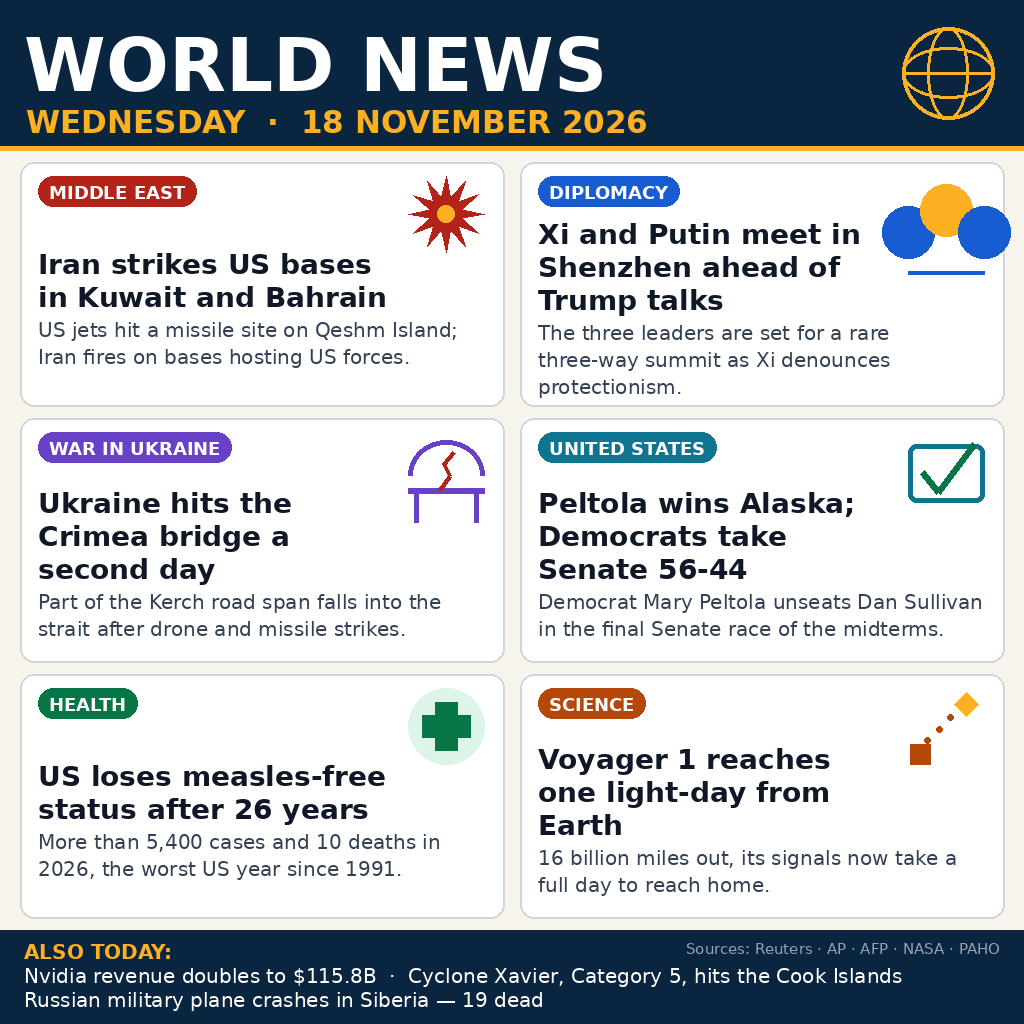 WORLD NEWS
WEDNESDAY · 18 NOVEMBER 2026
MIDDLE EAST
Iran strikes US bases
in Kuwait and Bahrain
US jets hit a missile site on Qeshm Island;
Iran fires on bases hosting US forces.
DIPLOMACY
Xi and Putin meet in
Shenzhen ahead of
Trump talks
The three leaders are set for a rare
three-way summit as Xi denounces
protectionism.
WAR IN UKRAINE
Ukraine hits the
Crimea bridge a
second day
Part of the Kerch road span falls into the
strait after drone and missile strikes.
UNITED STATES
Peltola wins Alaska;
Democrats take
Senate 56-44
Democrat Mary Peltola unseats Dan Sullivan
in the final Senate race of the midterms.
HEALTH
US loses measles-free
status after 26 years
More than 5,400 cases and 10 deaths in
2026, the worst US year since 1991.
SCIENCE
Voyager 1 reaches
one light-day from
Earth
16 billion miles out, its signals now take a
full day to reach home.
ALSO TODAY:
Sources: Reuters · AP · AFP · NASA · PAHO
Nvidia revenue doubles to $115.8B · Cyclone Xavier, Category 5, hits the Cook Islands
Russian military plane crashes in Siberia — 19 dead